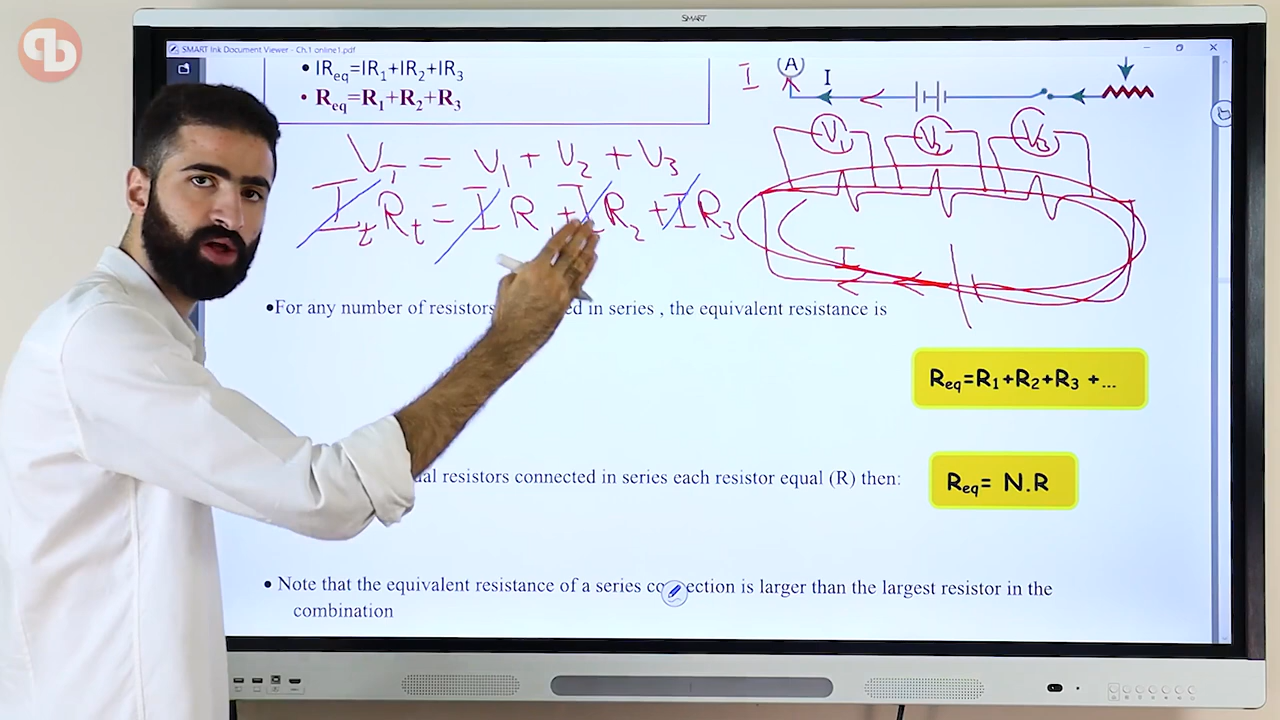 qb
SMART
SMART Ink Document Viewer - Ch.1 online1.pdf
• IReq=IR1+IR2+IR3
• Req=R1+R2+R3
I A I
VT = V1 + V2 + V3
V1 V2 V3
ItRt = IR1 + IR2 + IR3
I
•For any number of resistors ed in series , the equivalent resistance is
Req=R1+R2+R3 +...
ual resistors connected in series each resistor equal (R) then:
Req= N.R
• Note that the equivalent resistance of a series co ection is larger than the largest resistor in the
combination